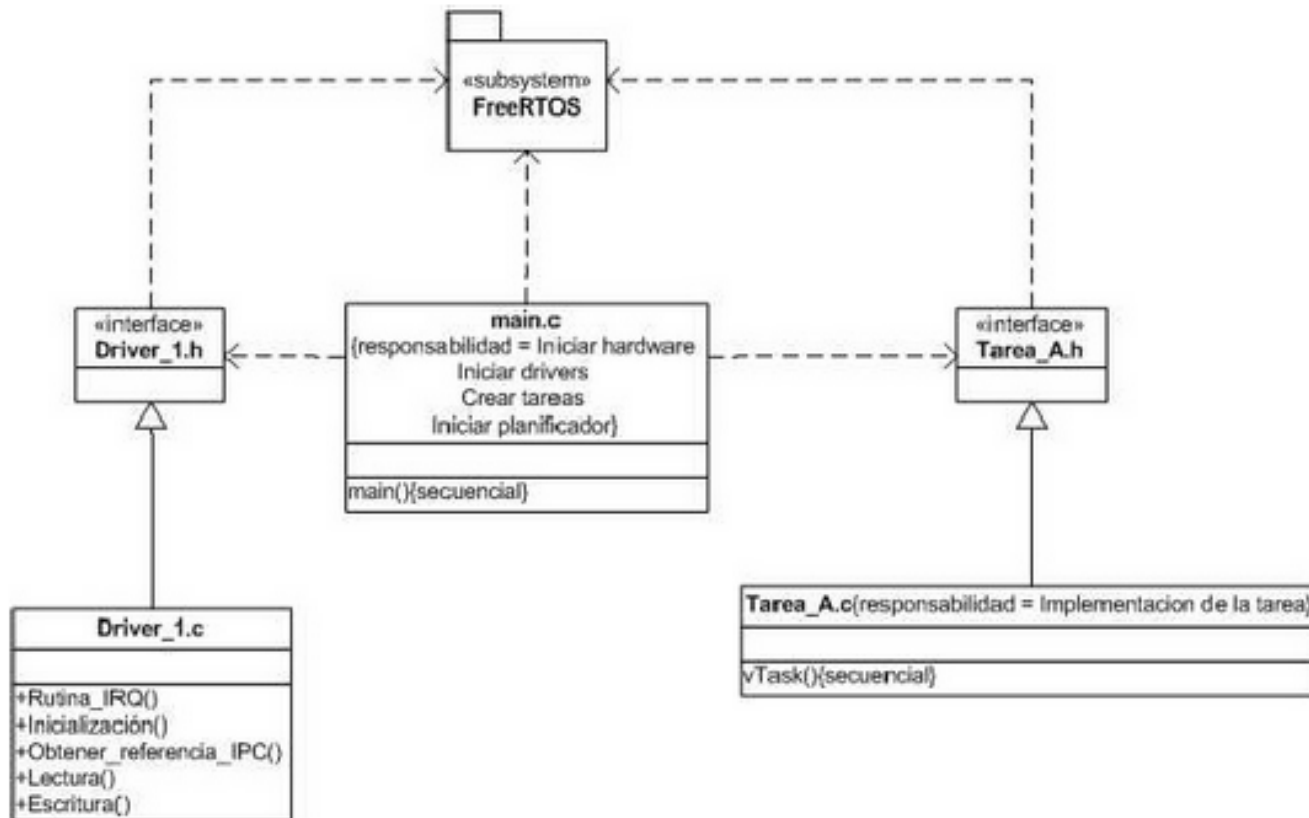 «subsystem»
FreeRTOS
«interface»
Driver_1.h
main.c
{responsabilidad = Iniciar hardware
Iniciar drivers
Crear tareas
Iniciar planificador}
main(){secuencial}
«interface»
Tarea_A.h
Driver_1.c
+Rutina_IRQ()
+Inicialización()
+Obtener_referencia_IPC()
+Lectura()
+Escritura()
Tarea_A.c{responsabilidad = Implementacion de la tarea}
vTask(){secuencial}